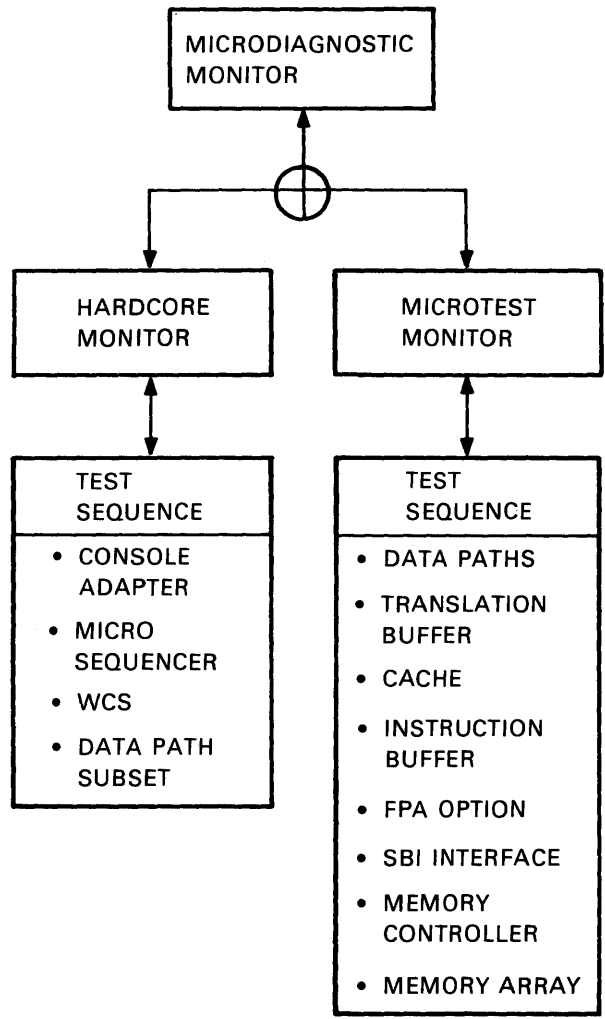 MICRODIAGNOSTIC
MONITOR
HARDCORE
MONITOR
MICROTEST
MONITOR
TEST
SEQUENCE
• CONSOLE
ADAPTER
• MICRO
SEQUENCER
• WCS
• DATA PATH
SUBSET
TEST
SEQUENCE
• DATA PATHS
• TRANSLATION
BUFFER
• CACHE
• INSTRUCTION
BUFFER
• FPA OPTION
• SBI INTERFACE
• MEMORY
CONTROLLER
• MEMORY ARRAY